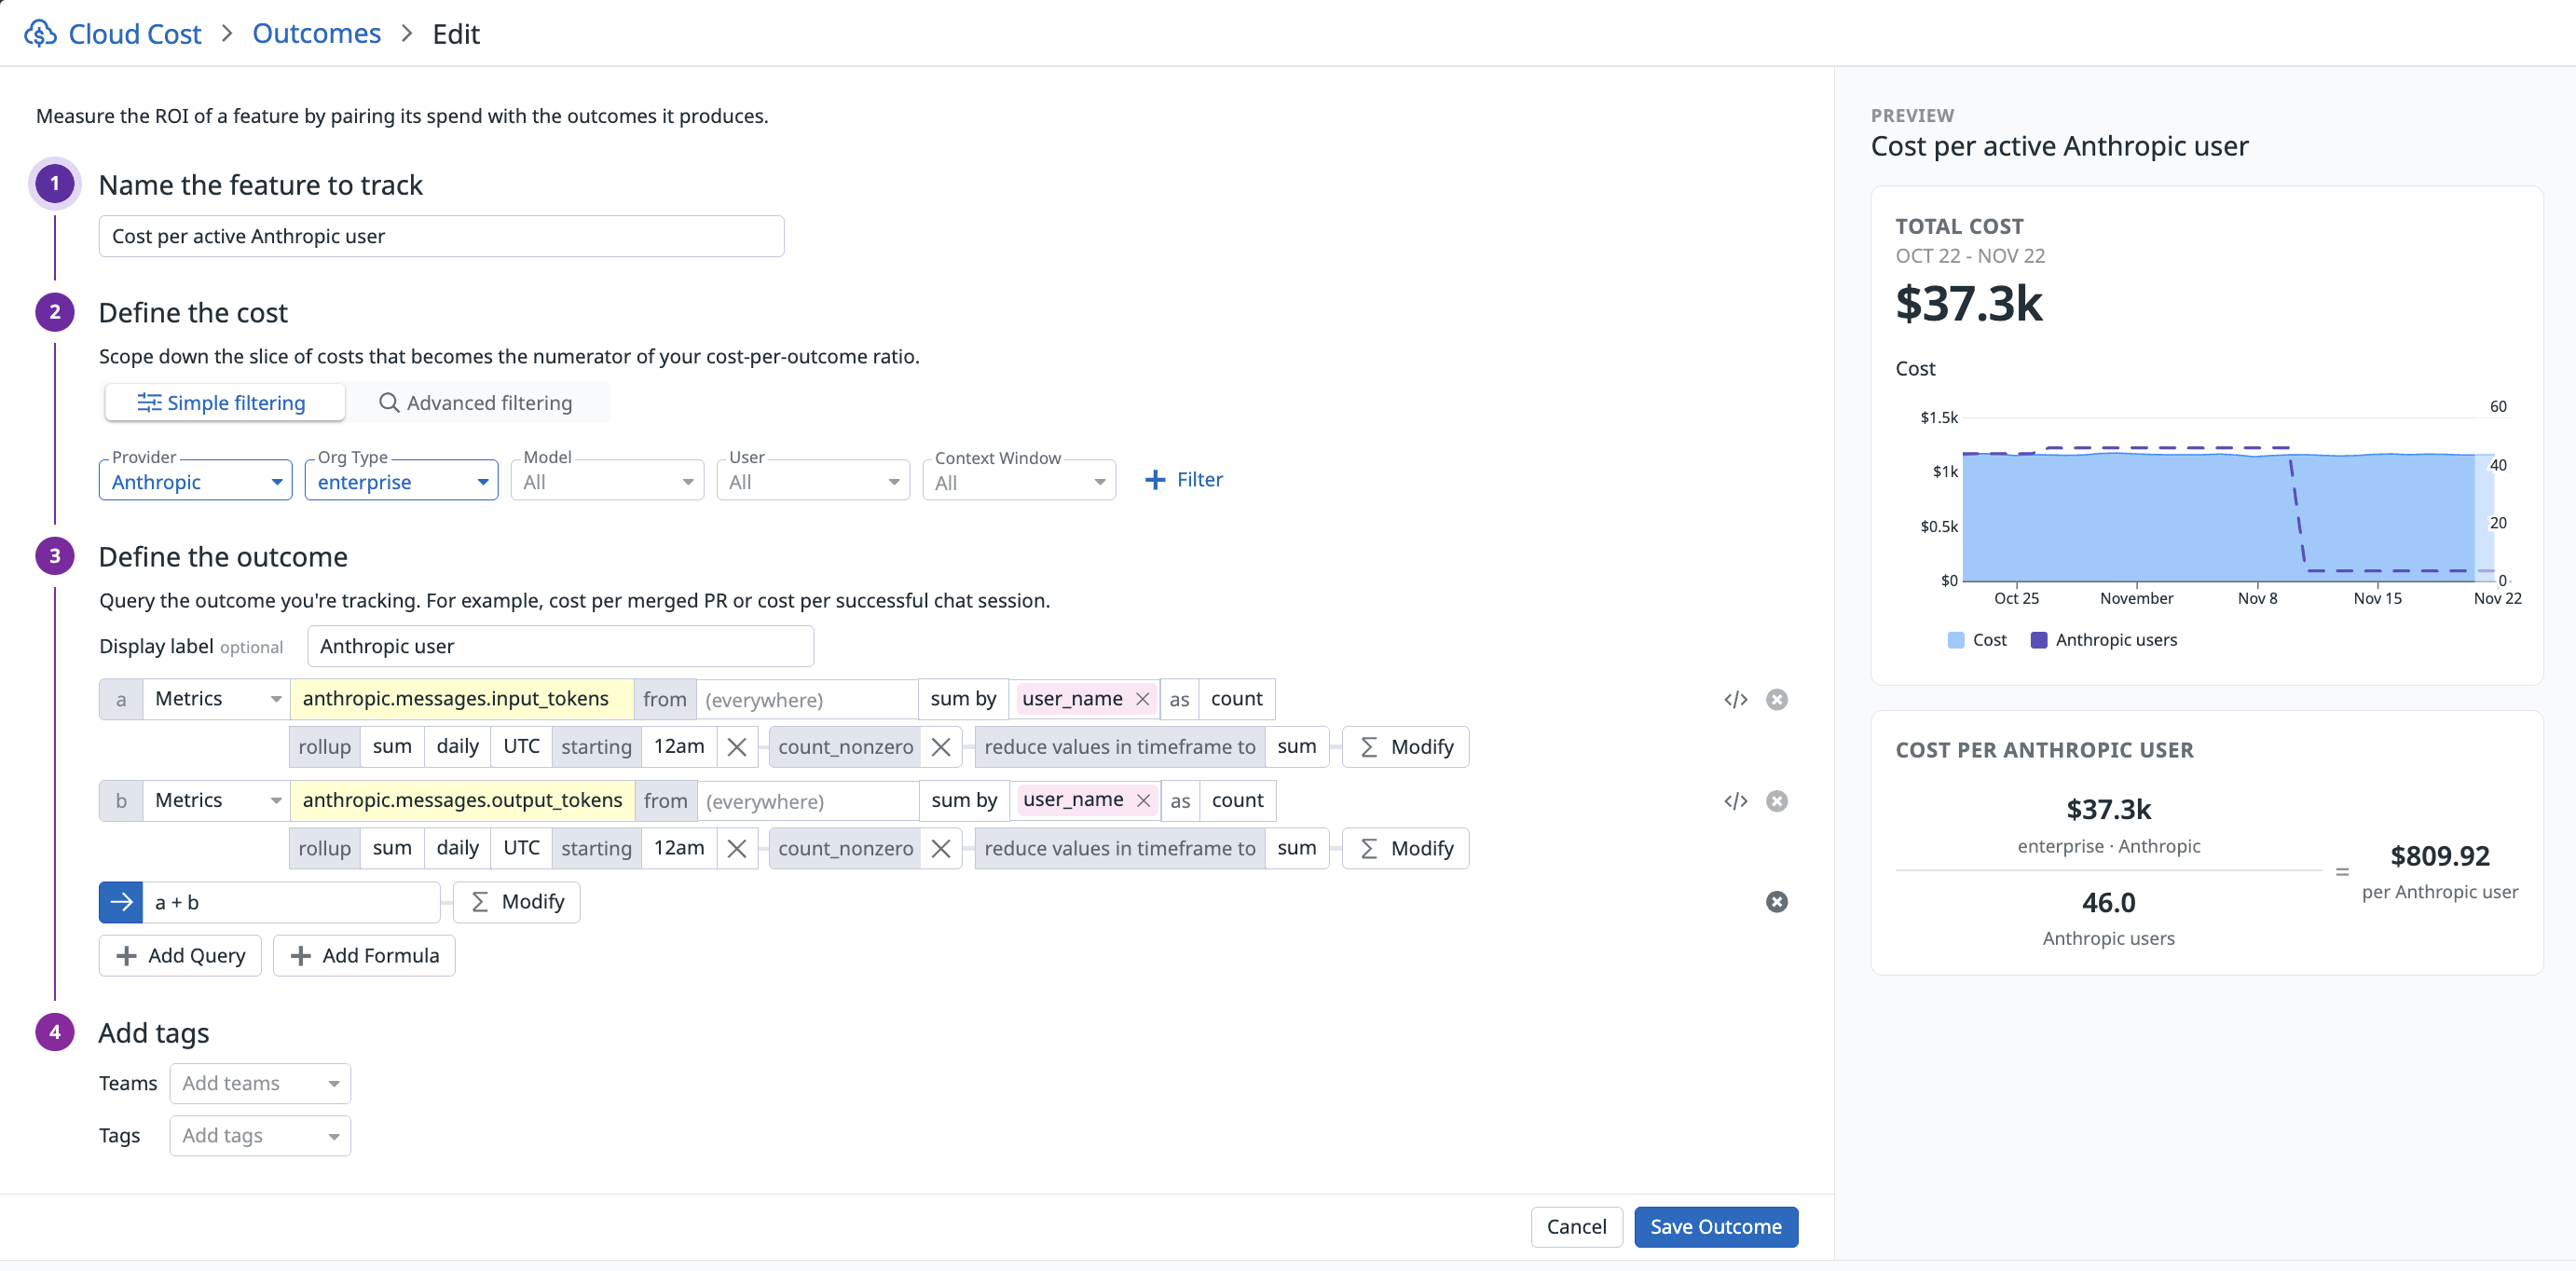 Cloud Cost > Outcomes > Edit
Measure the ROI of a feature by pairing its spend with the outcomes it produces.
1 Name the feature to track
Cost per active Anthropic user
2 Define the cost
Scope down the slice of costs that becomes the numerator of your cost-per-outcome ratio.
Simple filtering Advanced filtering
Provider Org Type Model User Context Window
Anthropic enterprise All All All + Filter
3 Define the outcome
Query the outcome you're tracking. For example, cost per merged PR or cost per successful chat session.
Display label optional Anthropic user
a Metrics anthropic.messages.input_tokens from (everywhere) sum by user_name as count
rollup sum daily UTC starting 12am count_nonzero reduce values in timeframe to sum Σ Modify
b Metrics anthropic.messages.output_tokens from (everywhere) sum by user_name as count
rollup sum daily UTC starting 12am count_nonzero reduce values in timeframe to sum Σ Modify
a + b Σ Modify
+ Add Query + Add Formula
4 Add tags
Teams Add teams
Tags Add tags
Cancel Save Outcome
PREVIEW
Cost per active Anthropic user
TOTAL COST
OCT 22 - NOV 22
$37.3k
Cost
$1.5k 60
$1k 40
$0.5k 20
$0 0
Oct 25 November Nov 8 Nov 15 Nov 22
Cost Anthropic users
COST PER ANTHROPIC USER
$37.3k
enterprise · Anthropic
46.0
Anthropic users
= $809.92
per Anthropic user